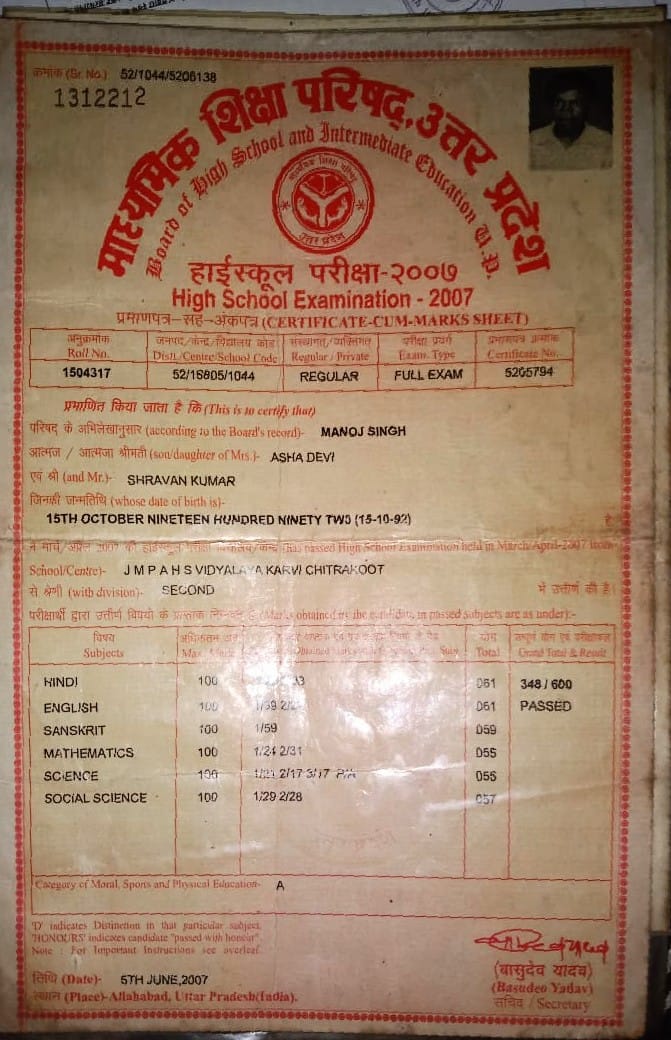 क्रमांक (Sr. No.) 52/1044/5206138
1312212
माध्यमिक शिक्षा परिषद्, उत्तर प्रदेश
Board of High School and Intermediate Education U.P.
उत्तर प्रदेश
हाईस्कूल परीक्षा-२००७
High School Examination - 2007
प्रमाणपत्र-सह-अंकपत्र (CERTIFICATE-CUM-MARKS SHEET)
अनुक्रमांक जनपद/केन्द्र/विद्यालय कोड संस्थागत/व्यक्तिगत परीक्षा प्रवर्ग प्रमाणपत्र क्रमांक
Roll No. Distt./Centre/School Code Regular / Private Exam. Type Certificate No.
1504317 52/16805/1044 REGULAR FULL EXAM 5205794
प्रमाणित किया जाता है कि (This is to certify that)
परिषद के अभिलेखानुसार (according to the Board's record)- MANOJ SINGH
आत्मज / आत्मजा श्रीमती (son/daughter of Mrs.)- ASHA DEVI
एवं श्री (and Mr.)- SHRAVAN KUMAR
जिनकी जन्मतिथि (whose date of birth is)-
15TH OCTOBER NINETEEN HUNDRED NINETY TWO (15-10-92) है
ने मार्च/अप्रैल 2007 की हाईस्कूल परीक्षा विद्यालय/केन्द्र (has passed High School Examination held in March/April-2007 from
School/Centre)- J M P A H S VIDYALAYA KARVI CHITRAKOOT
से श्रेणी (with division)- SECOND में उत्तीर्ण की है।
परीक्षार्थी द्वारा उत्तीर्ण विषयों के प्राप्तांक निम्नवत् हैं (Marks obtained by the candidate in passed subjects are as under):-
विषय अधिकतम अंक योग सम्पूर्ण योग एवं परीक्षाफल
Subjects Max. Marks Total Grand Total & Result
HINDI 100 061 348 / 600
ENGLISH 100 1/39 061 PASSED
SANSKRIT 100 1/59 059
MATHEMATICS 100 1/24 2/31 055
SCIENCE 100 1/21 2/17 3/17 055
SOCIAL SCIENCE 100 1/29 2/28 057
Category of Moral, Sports and Physical Education- A
'D' indicates Distinction in that particular subject.
'HONOURS' indicates candidate "passed with honour".
Note : For Important Instructions see overleaf.
(बासुदेव यादव)
तिथि (Date)- 5TH JUNE,2007 (Basudeo Yadav)
स्थान (Place)- Allahabad, Uttar Pradesh(India). सचिव / Secretary